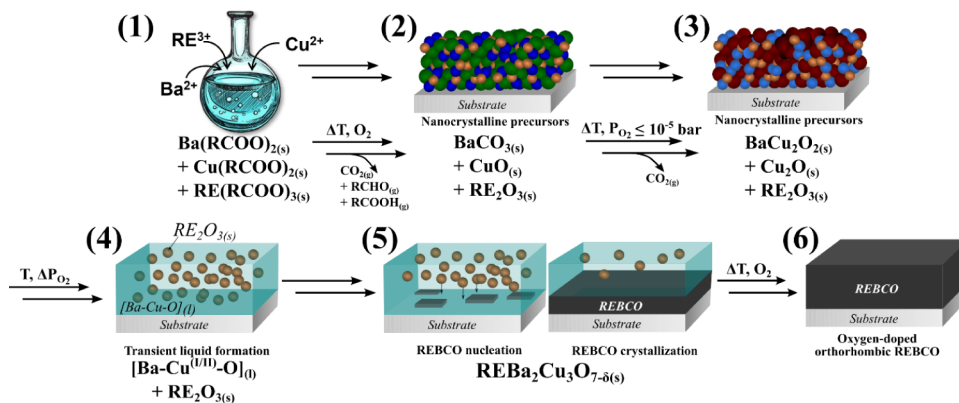 (1)
RE³⁺
Cu²⁺
Ba²⁺
Ba(RCOO)₂₍ₛ₎
+ Cu(RCOO)₂₍ₛ₎
+ RE(RCOO)₃₍ₛ₎
ΔT, O₂
CO₂(g)
+ RCHO(g)
+ RCOOH(g)
(2)
Substrate
Nanocrystalline precursors
BaCO₃₍ₛ₎
+ CuO₍ₛ₎
+ RE₂O₃₍ₛ₎
ΔT, P_O₂ ≤ 10⁻⁵ bar
CO₂(g)
(3)
Substrate
Nanocrystalline precursors
BaCu₂O₂₍ₛ₎
+ Cu₂O₍ₛ₎
+ RE₂O₃₍ₛ₎
T, ΔP_O₂
(4)
RE₂O₃₍ₛ₎
[Ba-Cu-O](l)
Substrate
Transient liquid formation
[Ba-Cu⁽ᴵ/ᴵᴵ⁾-O](l)
+ RE₂O₃₍ₛ₎
(5)
Substrate
REBCO nucleation
REBCO
Substrate
REBCO crystallization
REBa₂Cu₃O₇₋δ(s)
ΔT, O₂
(6)
REBCO
Substrate
Oxygen-doped
orthorhombic REBCO